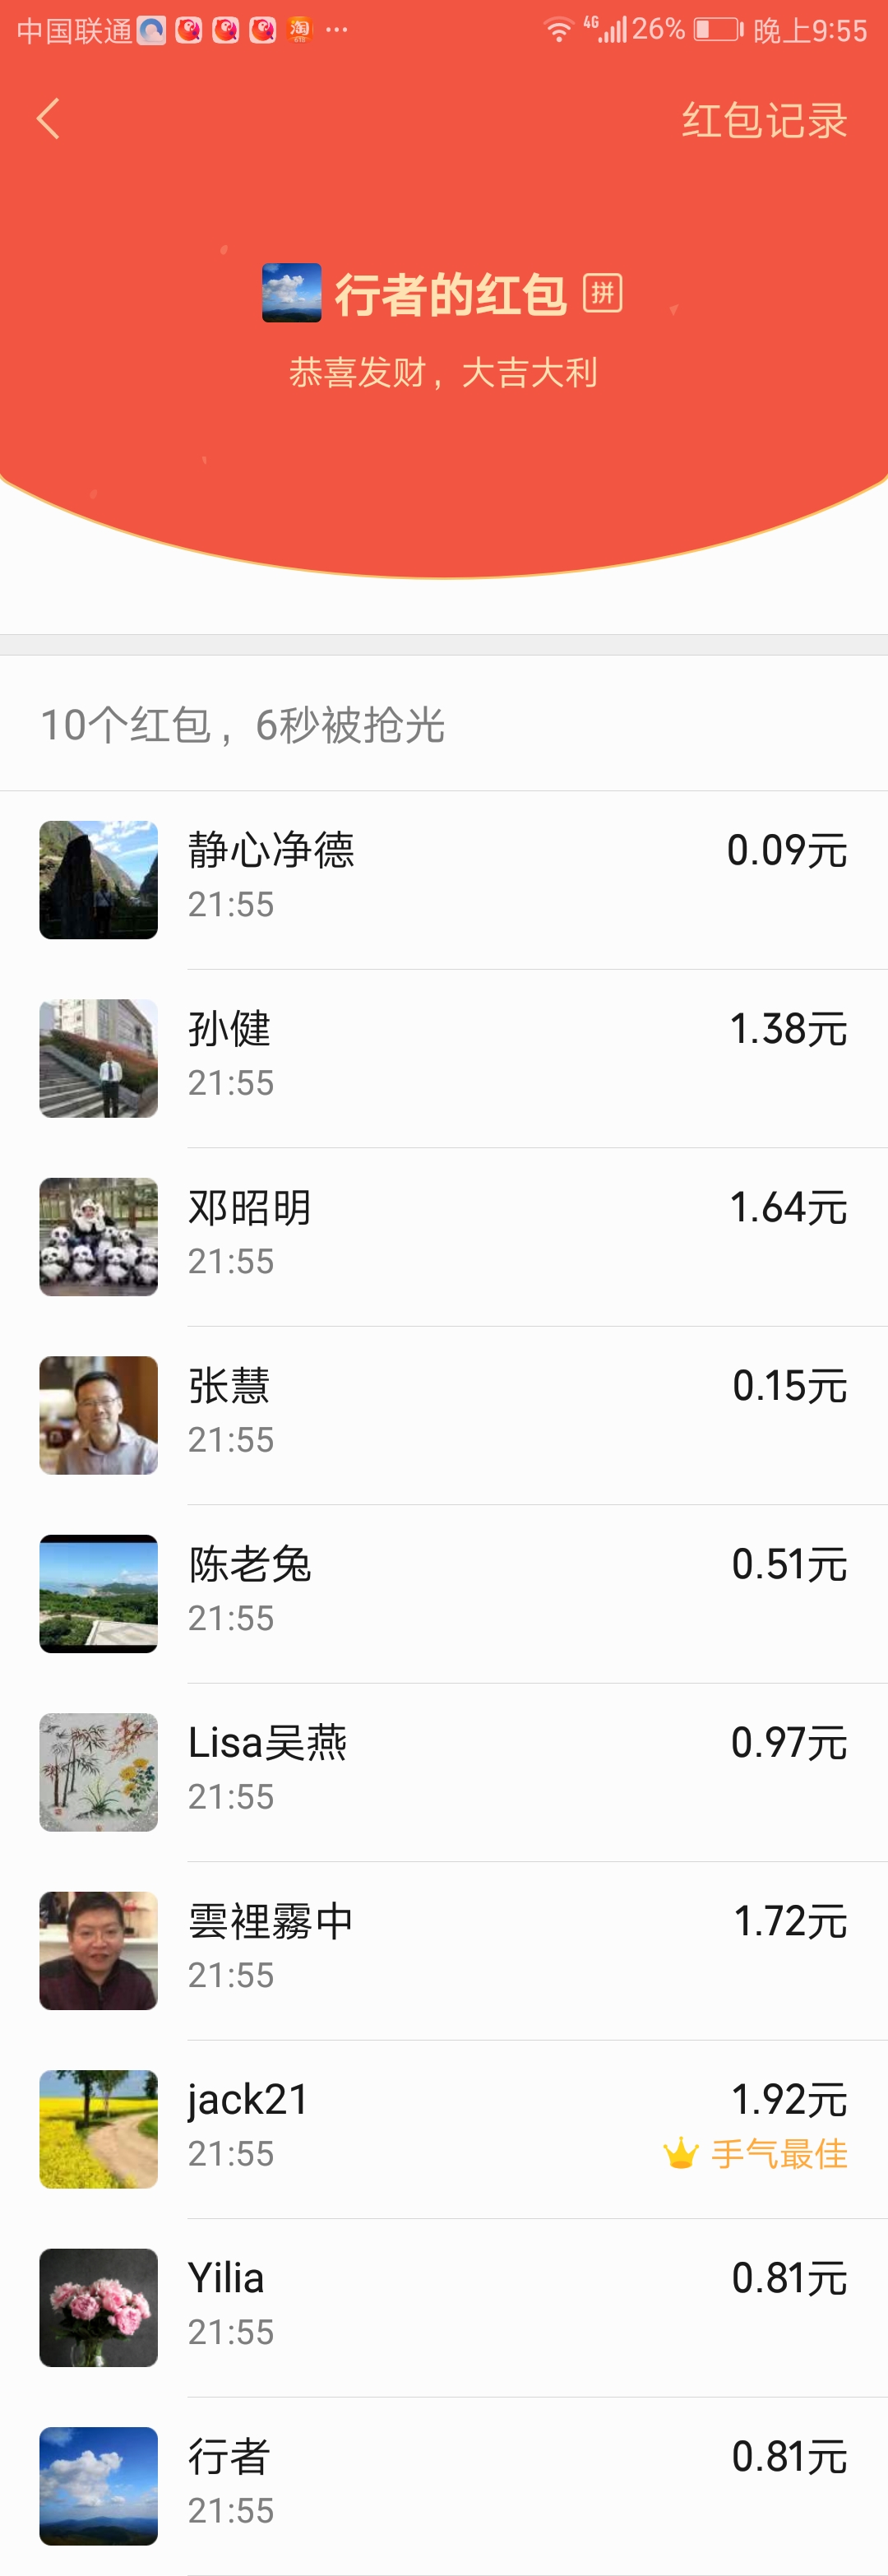 中国联通 淘 ··· 4G 26% 晚上9:55
红包记录
行者的红包 拼
恭喜发财，大吉大利
10个红包，6秒被抢光
静心净德 0.09元
21:55
孙健 1.38元
21:55
邓昭明 1.64元
21:55
张慧 0.15元
21:55
陈老兔 0.51元
21:55
Lisa吴燕 0.97元
21:55
雲裡霧中 1.72元
21:55
jack21 1.92元
21:55 手气最佳
Yilia 0.81元
21:55
行者 0.81元
21:55